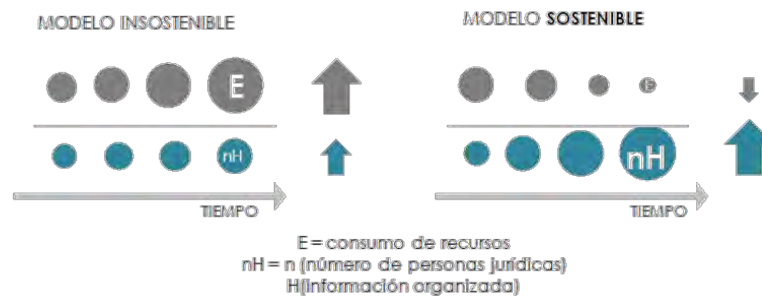 MODELO INSOSTENIBLE
E
nH
TIEMPO
MODELO SOSTENIBLE
E
nH
TIEMPO
E = consumo de recursos
nH = n (número de personas jurídicas)
H(información organizada)